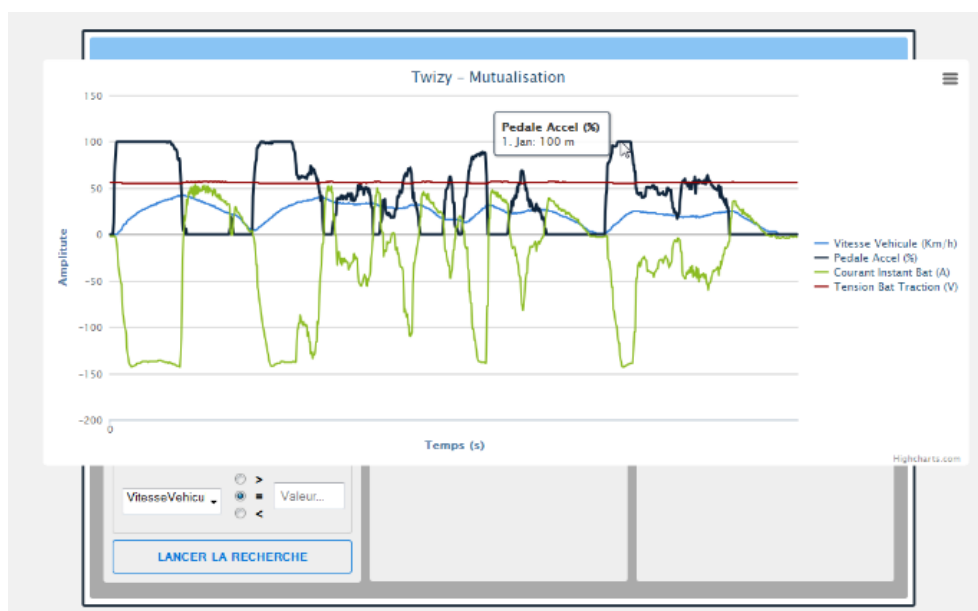 Twizy - Mutualisation
150
100
50
0
-50
-100
-150
-200
Amplitute
0
Temps (s)
Pedale Accel (%)
1. Jan: 100 m
Vitesse Vehicule (Km/h)
Pedale Accel (%)
Courant Instant Bat (A)
Tension Bat Traction (V)
Highcharts.com
VitesseVehicu
>
=
<
Valeur...
LANCER LA RECHERCHE